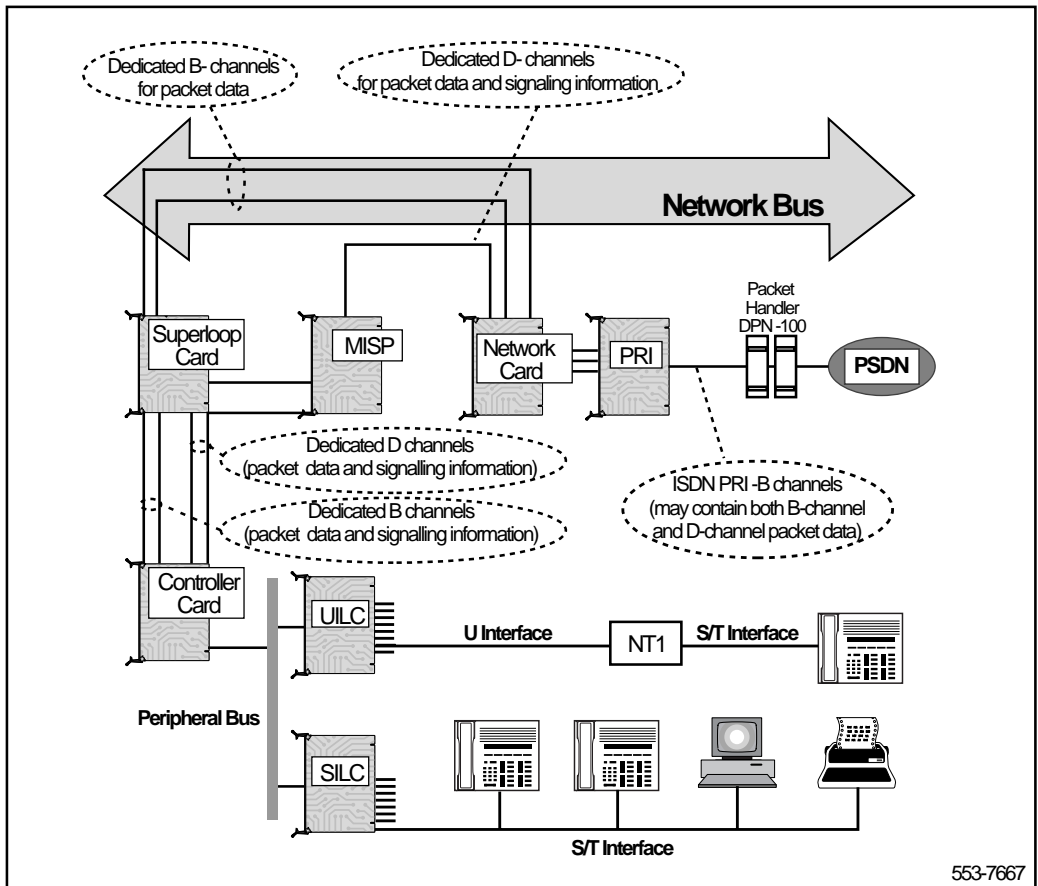 Dedicated B- channels
for packet data
Dedicated D- channels
for packet data and signaling information
Network Bus
Superloop
Card
MISP
Network
Card
PRI
Packet
Handler
DPN -100
PSDN
Dedicated D channels
(packet data and signalling information)
Dedicated B channels
(packet data and signalling information)
ISDN PRI -B channels
(may contain both B-channel
and D-channel packet data)
Controller
Card
UILC
U Interface
NT1
S/T Interface
Peripheral Bus
SILC
S/T Interface
553-7667